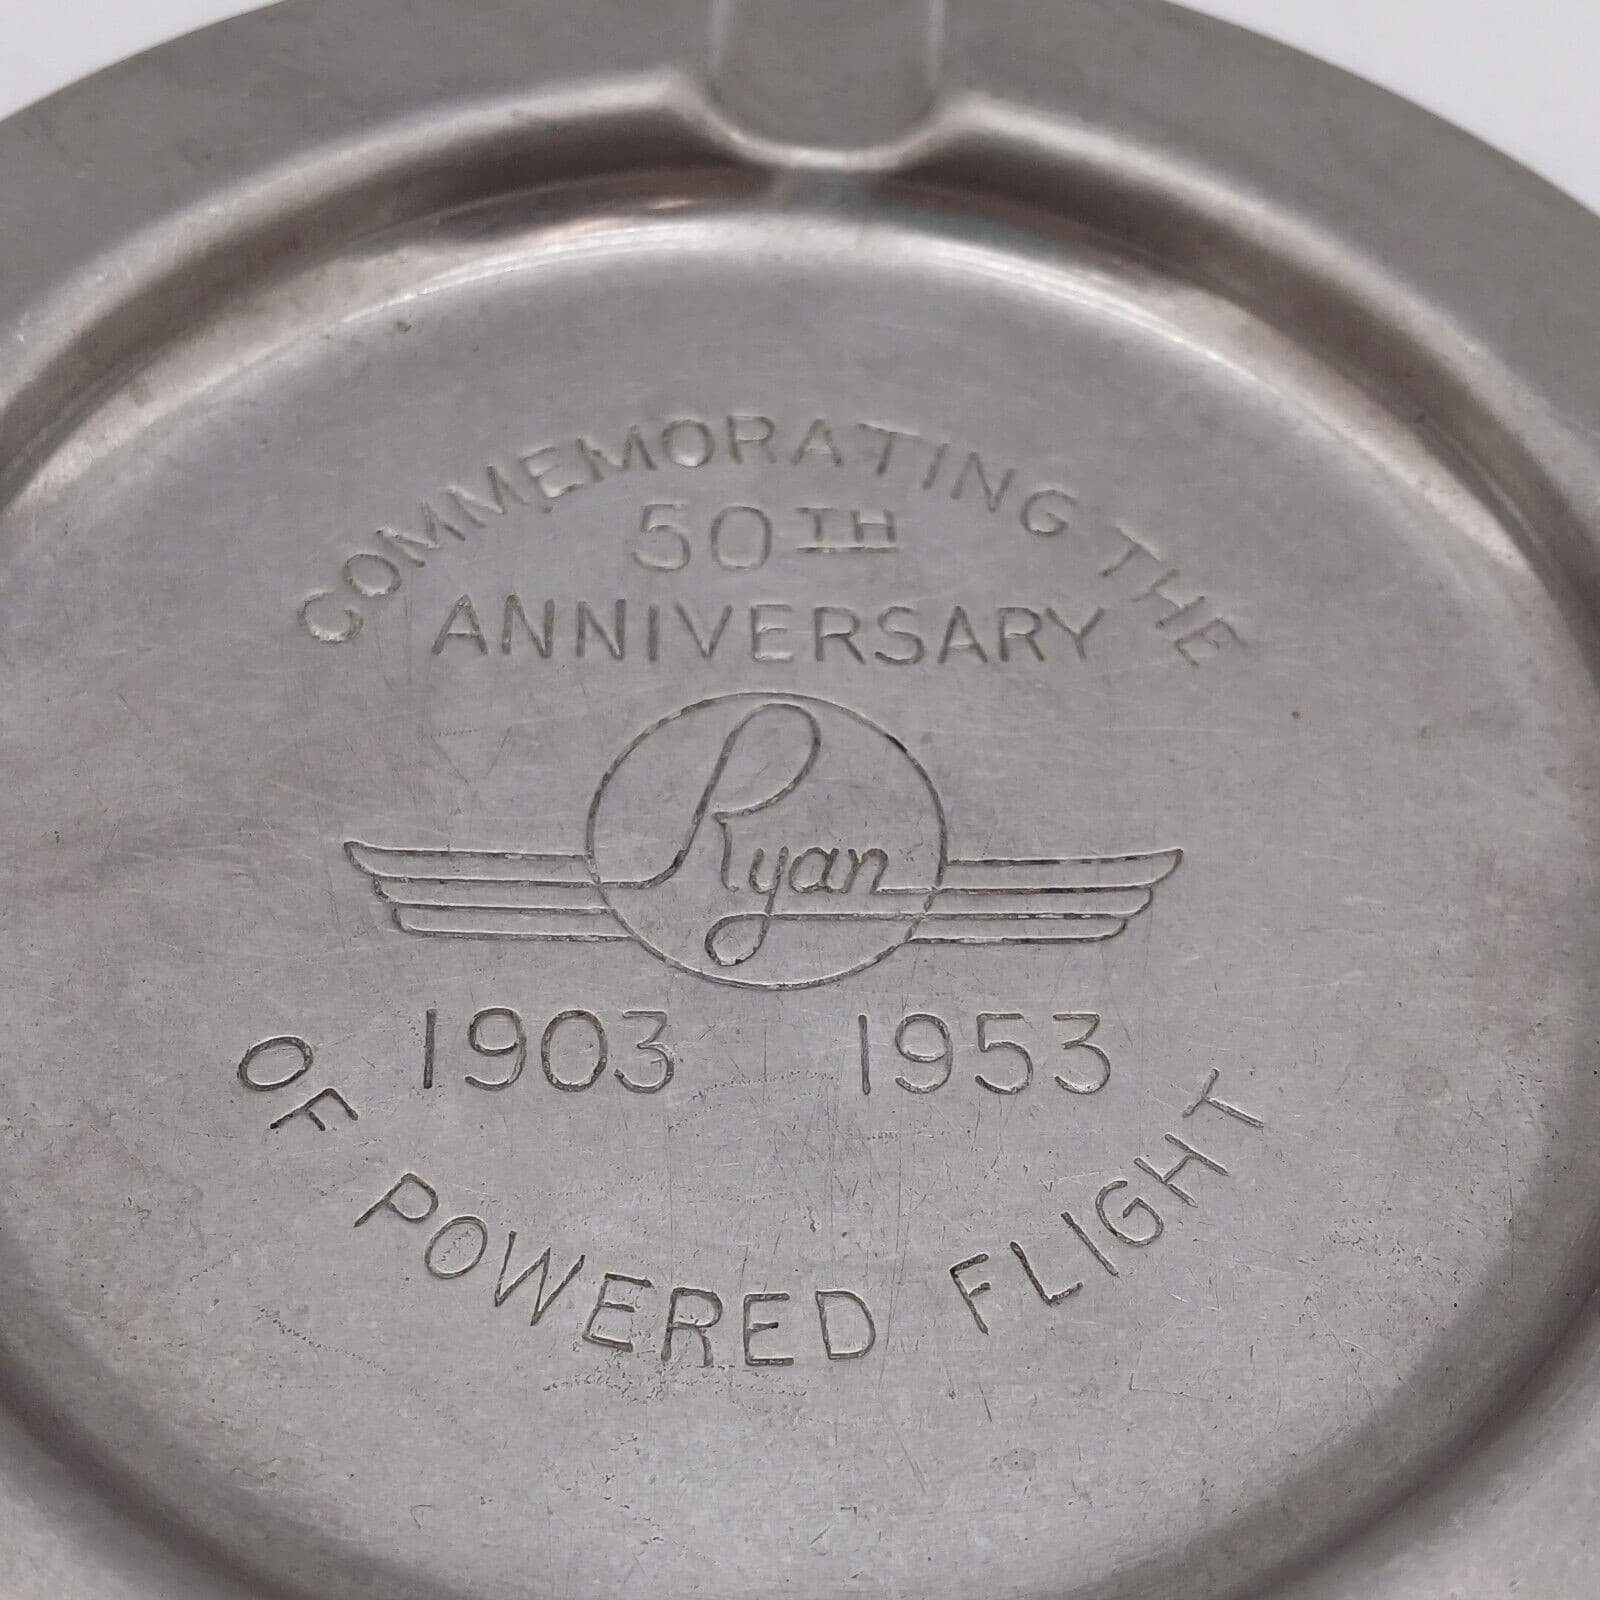 COMMEMORATING THE
50TH
ANNIVERSARY
Ryan
1903 1953
OF POWERED FLIGHT